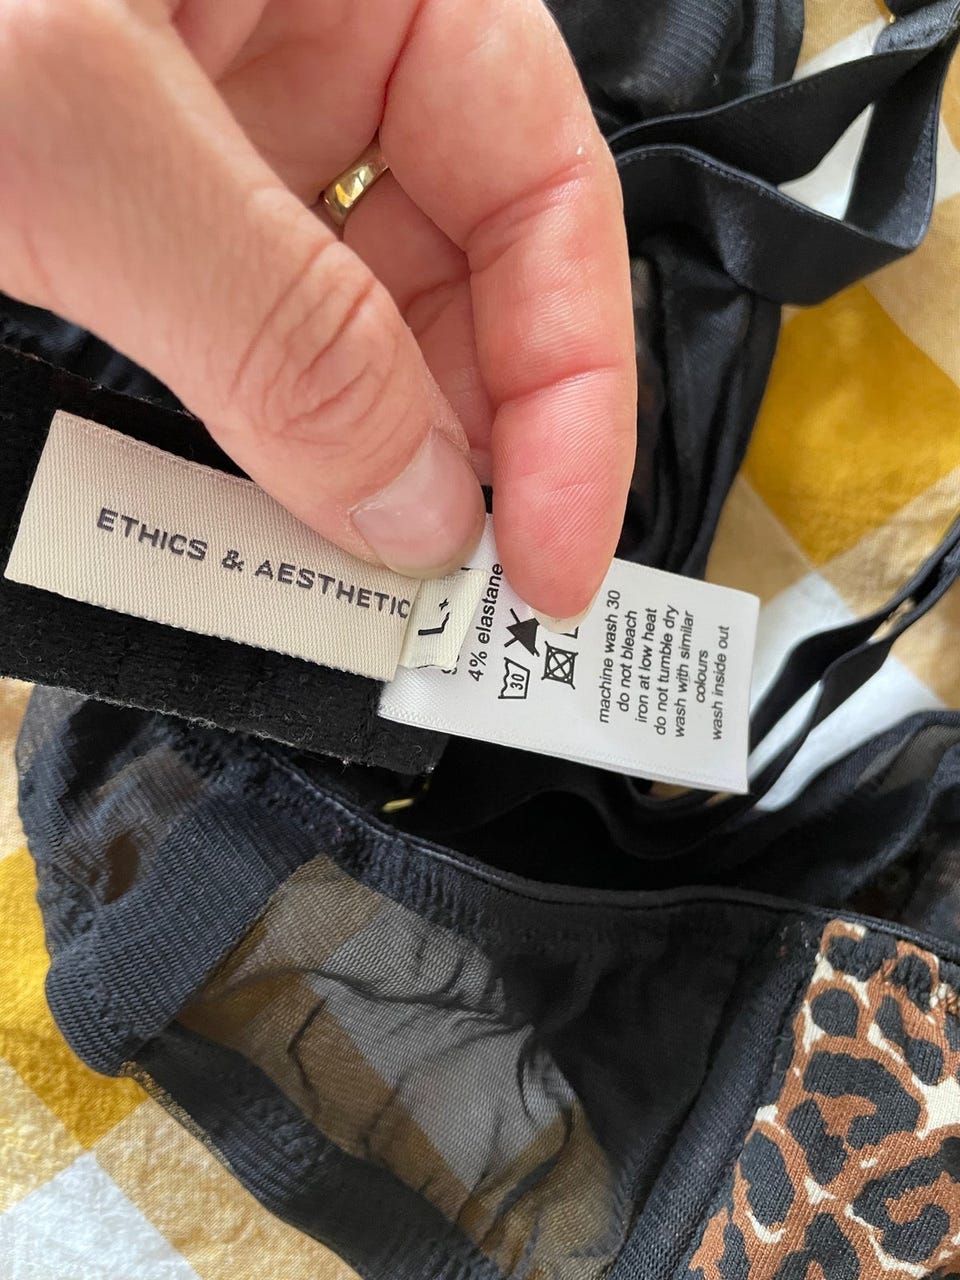 ETHICS & AESTHETIC
L+
4% elastane
30
machine wash 30
do not bleach
iron at low heat
do not tumble dry
wash with similar
colours
wash inside out